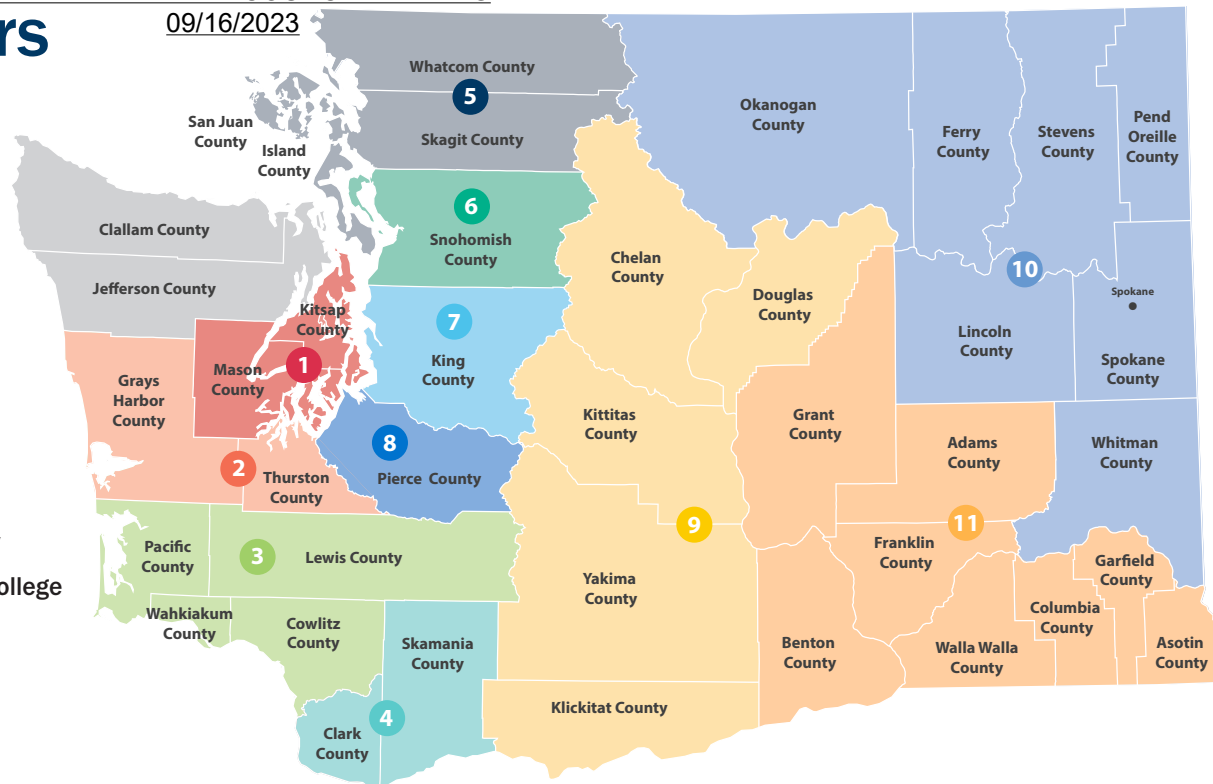 rs
09/16/2023
Whatcom County
5
San Juan
County
Island
County
Skagit County
Okanogan
County
Ferry
County
Stevens
County
Pend
Oreille
County
6
Snohomish
County
Clallam County
Jefferson County
Chelan
County
Douglas
County
10
Spokane
Lincoln
County
Spokane
County
Kitsap
County
7
King
County
1
Mason
County
Grays
Harbor
County
Kittitas
County
Grant
County
Adams
County
Whitman
County
8
Pierce County
2
Thurston
County
9
11
Pacific
County
3
Lewis County
ollege
Franklin
County
Garfield
County
Yakima
County
Wahkiakum
County
Cowlitz
County
Skamania
County
Columbia
County
Benton
County
Walla Walla
County
Asotin
County
Klickitat County
4
Clark
County